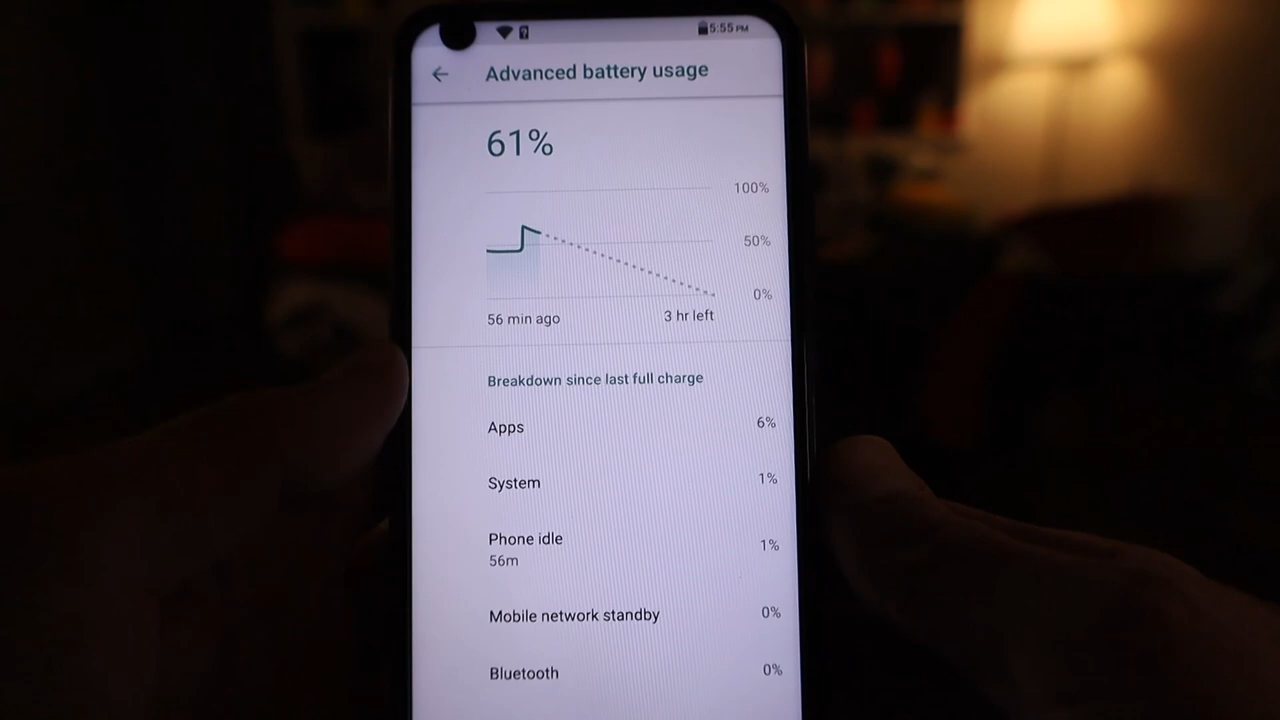 5:55 PM
Advanced battery usage
61%
100%
50%
0%
56 min ago 3 hr left
Breakdown since last full charge
Apps 6%
System 1%
Phone idle 1%
56m
Mobile network standby 0%
Bluetooth 0%